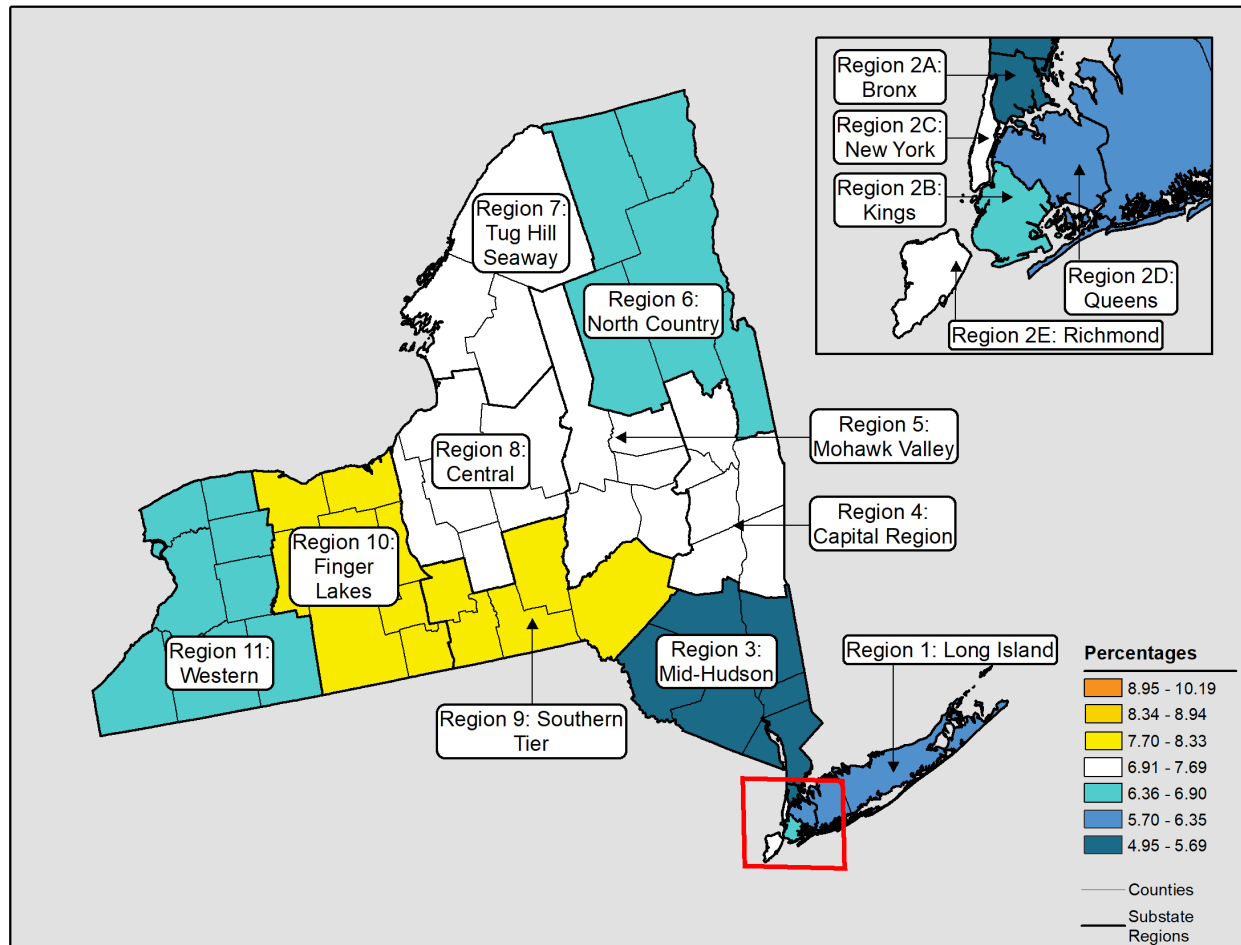 Region 2A:
Bronx
Region 2C:
New York
Region 2B:
Kings
Region 2D:
Queens
Region 2E: Richmond
Region 7:
Tug Hill
Seaway
Region 6:
North Country
Region 5:
Mohawk Valley
Region 8:
Central
Region 4:
Capital Region
Region 10:
Finger
Lakes
Region 11:
Western
Region 3:
Mid-Hudson
Region 1: Long Island
Region 9: Southern
Tier
Percentages
8.95 - 10.19
8.34 - 8.94
7.70 - 8.33
6.91 - 7.69
6.36 - 6.90
5.70 - 6.35
4.95 - 5.69
Counties
Substate
Regions